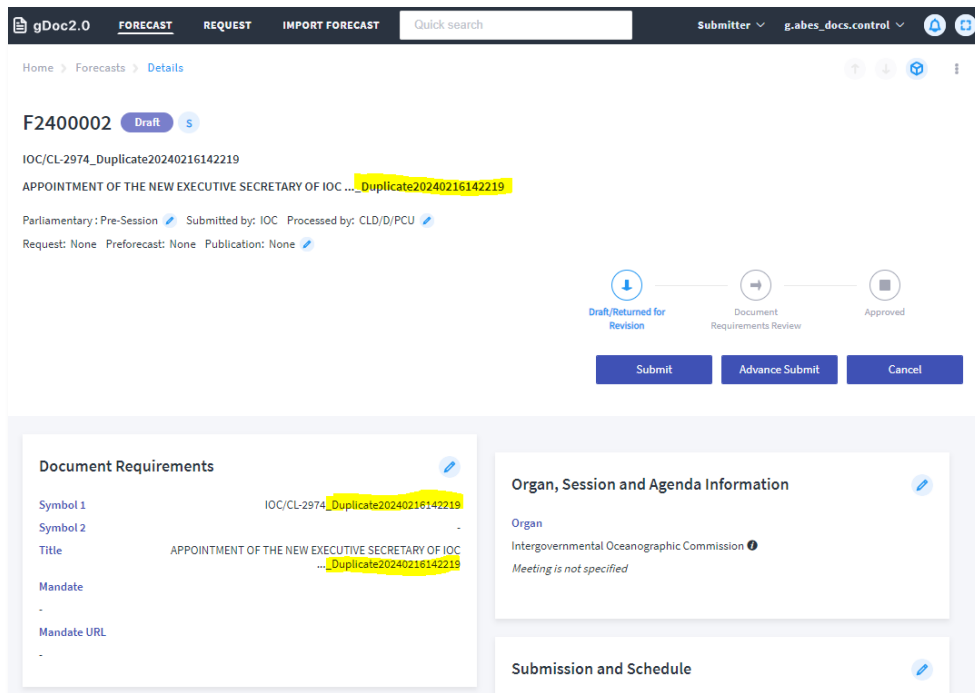 gDoc2.0 FORECAST REQUEST IMPORT FORECAST Quick search Submitter g.abes_docs.control
Home > Forecasts > Details
F2400002 Draft S
IOC/CL-2974_Duplicate20240216142219
APPOINTMENT OF THE NEW EXECUTIVE SECRETARY OF IOC ..._Duplicate20240216142219
Parliamentary : Pre-Session Submitted by: IOC Processed by: CLD/D/PCU
Request: None Preforecast: None Publication: None
Draft/Returned for
Revision
Document
Requirements Review
Approved
Submit Advance Submit Cancel
Document Requirements
Symbol 1 IOC/CL-2974_Duplicate20240216142219
Symbol 2 -
Title APPOINTMENT OF THE NEW EXECUTIVE SECRETARY OF IOC
..._Duplicate20240216142219
Mandate
-
Mandate URL
-
Organ, Session and Agenda Information
Organ
Intergovernmental Oceanographic Commission
Meeting is not specified
Submission and Schedule